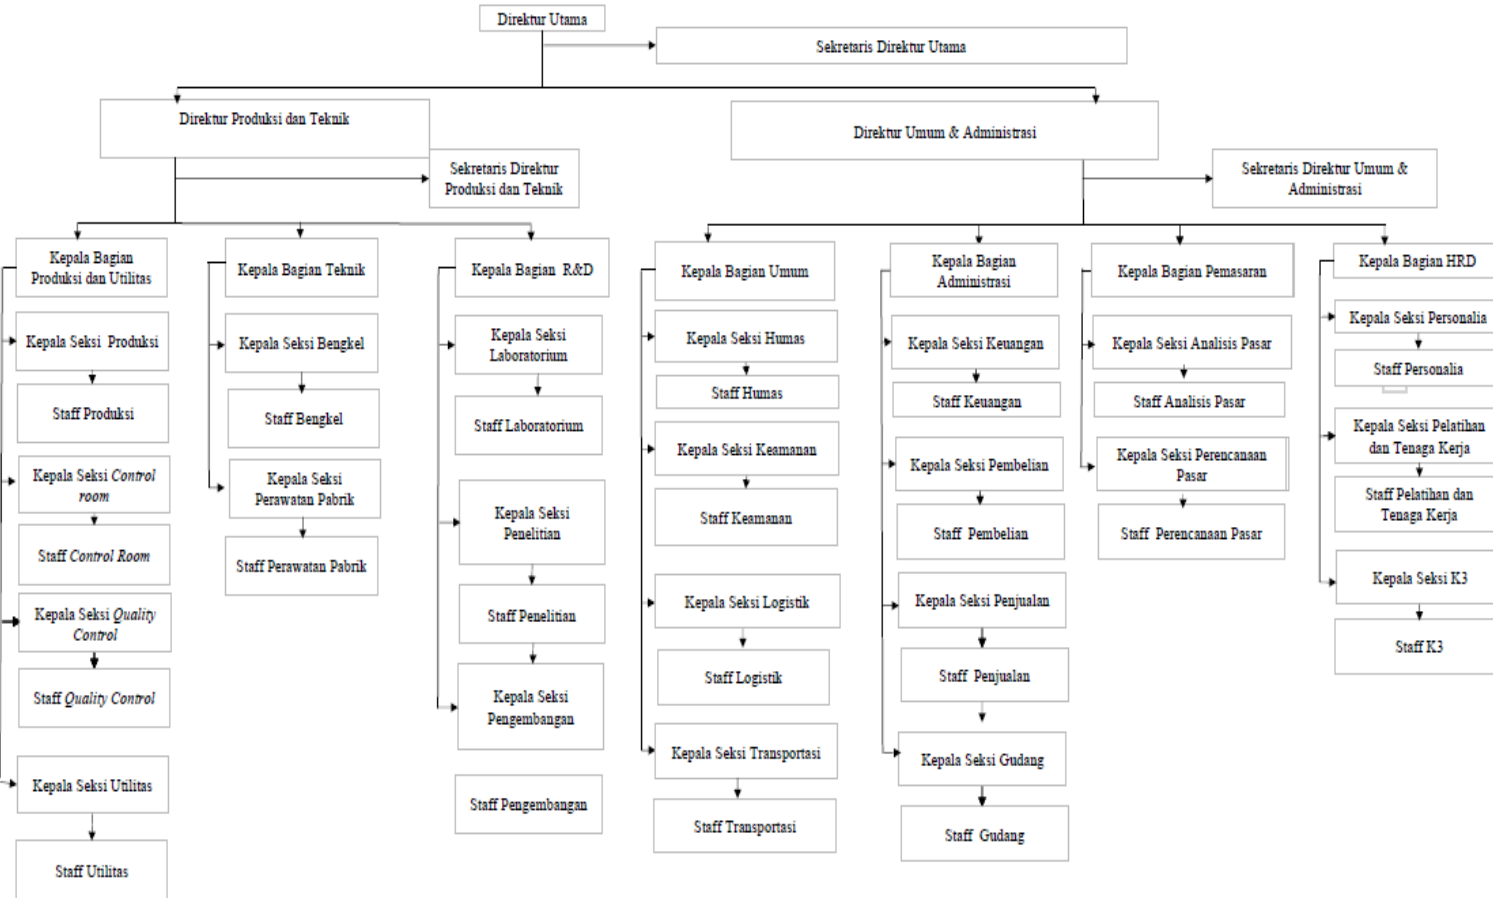 Direktur Utama
Sekretaris Direktur Utama
Direktur Produksi dan Teknik
Direktur Umum & Administrasi
Sekretaris Direktur
Produksi dan Teknik
Sekretaris Direktur Umum &
Administrasi
Kepala Bagian
Produksi dan Utilitas
Kepala Seksi Produksi
Staff Produksi
Kepala Seksi Control
room
Staff Control Room
Kepala Seksi Quality
Control
Staff Quality Control
Kepala Seksi Utilitas
Staff Utilitas
Kepala Bagian Teknik
Kepala Seksi Bengkel
Staff Bengkel
Kepala Seksi
Perawatan Pabrik
Staff Perawatan Pabrik
Kepala Bagian R&D
Kepala Seksi
Laboratorium
Staff Laboratorium
Kepala Seksi
Penelitian
Staff Penelitian
Kepala Seksi
Pengembangan
Staff Pengembangan
Kepala Bagian Umum
Kepala Seksi Humas
Staff Humas
Kepala Seksi Keamanan
Staff Keamanan
Kepala Seksi Logistik
Staff Logistik
Kepala Seksi Transportasi
Staff Transportasi
Kepala Bagian
Administrasi
Kepala Seksi Keuangan
Staff Keuangan
Kepala Seksi Pembelian
Staff Pembelian
Kepala Seksi Penjualan
Staff Penjualan
Kepala Seksi Gudang
Staff Gudang
Kepala Bagian Pemasaran
Kepala Seksi Analisis Pasar
Staff Analisis Pasar
Kepala Seksi Perencanaan
Pasar
Staff Perencanaan Pasar
Kepala Bagian HRD
Kepala Seksi Personalia
Staff Personalia
Kepala Seksi Pelatihan
dan Tenaga Kerja
Staff Pelatihan dan
Tenaga Kerja
Kepala Seksi K3
Staff K3